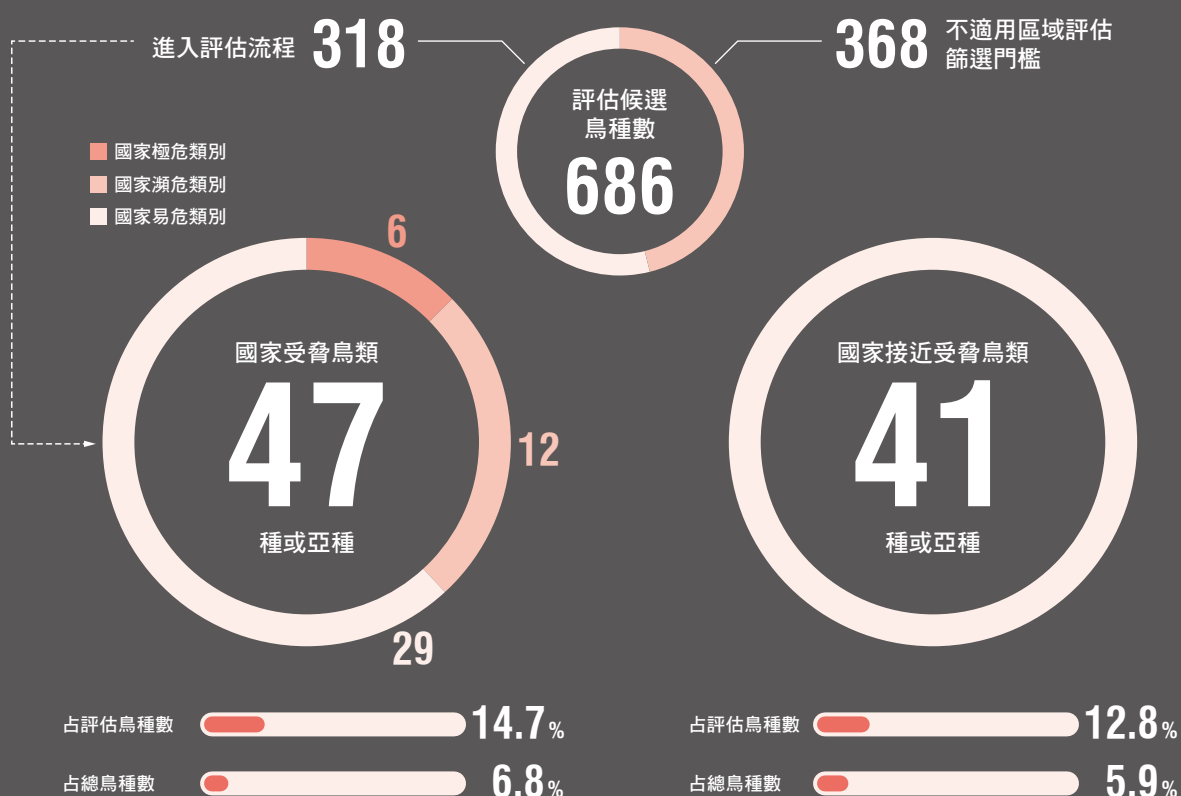 進入評估流程 318
368 不適用區域評估
篩選門檻
評估候選
鳥種數
686
國家極危類別
國家瀕危類別
國家易危類別
6
國家受脅鳥類
47
種或亞種
12
29
國家接近受脅鳥類
41
種或亞種
占評估鳥種數 14.7%
占總鳥種數 6.8%
占評估鳥種數 12.8%
占總鳥種數 5.9%